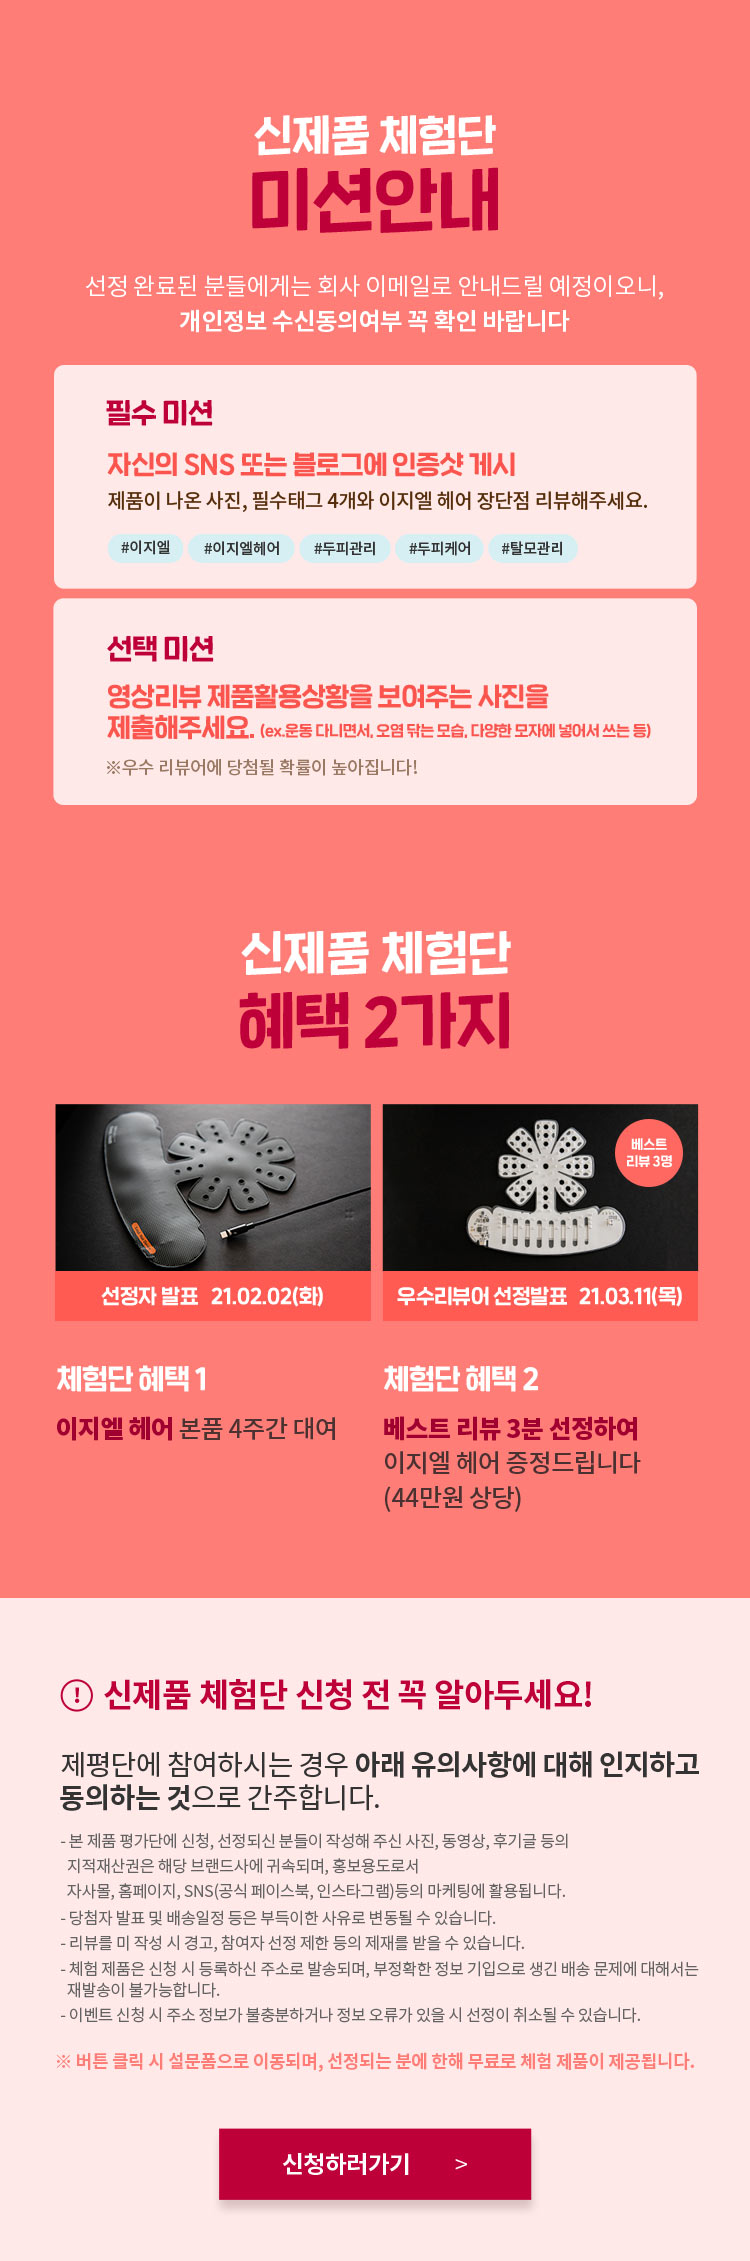 신제품 체험단
미션안내
선정 완료된 분들에게는 회사 이메일로 안내드릴 예정이오니,
개인정보 수신동의여부 꼭 확인 바랍니다
필수 미션
자신의 SNS 또는 블로그에 인증샷 게시
제품이 나온 사진, 필수태그 4개와 이지엘 헤어 장단점 리뷰해주세요.
#이지엘 #이지엘헤어 #두피관리 #두피케어 #탈모관리
선택 미션
영상리뷰 제품활용상황을 보여주는 사진을
제출해주세요. (ex.운동 다니면서, 오염 닦는 모습, 다양한 모자에 넣어서 쓰는 등)
※우수 리뷰어에 당첨될 확률이 높아집니다!
신제품 체험단
혜택 2가지
베스트
리뷰 3명
선정자 발표 21.02.02(화)
우수리뷰어 선정발표 21.03.11(목)
체험단 혜택 1
이지엘 헤어 본품 4주간 대여
체험단 혜택 2
베스트 리뷰 3분 선정하여
이지엘 헤어 증정드립니다
(44만원 상당)
! 신제품 체험단 신청 전 꼭 알아두세요!
제평단에 참여하시는 경우 아래 유의사항에 대해 인지하고
동의하는 것으로 간주합니다.
- 본 제품 평가단에 신청, 선정되신 분들이 작성해 주신 사진, 동영상, 후기글 등의
지적재산권은 해당 브랜드사에 귀속되며, 홍보용도로서
자사몰, 홈페이지, SNS(공식 페이스북, 인스타그램)등의 마케팅에 활용됩니다.
- 당첨자 발표 및 배송일정 등은 부득이한 사유로 변동될 수 있습니다.
- 리뷰를 미 작성 시 경고, 참여자 선정 제한 등의 제재를 받을 수 있습니다.
- 체험 제품은 신청 시 등록하신 주소로 발송되며, 부정확한 정보 기입으로 생긴 배송 문제에 대해서는
재발송이 불가능합니다.
- 이벤트 신청 시 주소 정보가 불충분하거나 정보 오류가 있을 시 선정이 취소될 수 있습니다.
※ 버튼 클릭 시 설문폼으로 이동되며, 선정되는 분에 한해 무료로 체험 제품이 제공됩니다.
신청하러가기 >